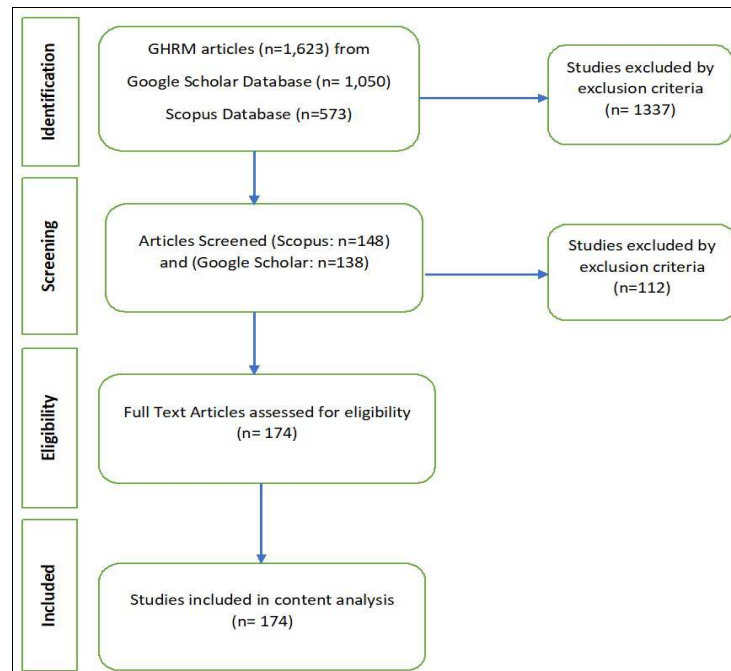 Identification
GHRM articles (n=1,623) from
Google Scholar Database (n= 1,050)
Scopus Database (n=573)
Studies excluded by
exclusion criteria
(n= 1337)
Screening
Articles Screened (Scopus: n=148)
and (Google Scholar: n=138)
Studies excluded by
exclusion criteria
(n=112)
Eligibility
Full Text Articles assessed for eligibility
(n= 174)
Included
Studies included in content analysis
(n= 174)